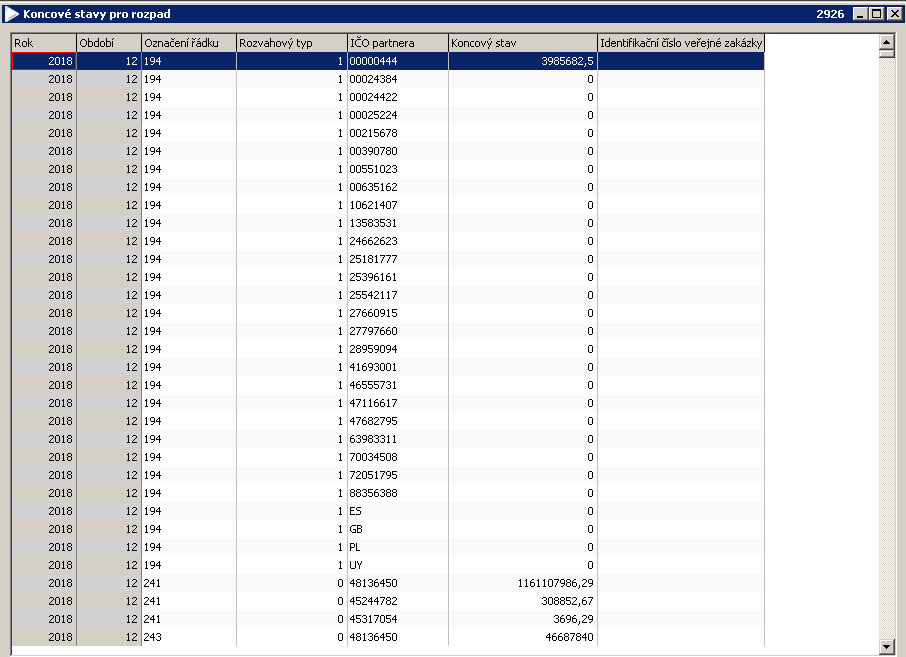 Koncové stavy pro rozpad 2926
Rok Období Označení řádku Rozvahový typ IČO partnera Koncový stav Identifikační číslo veřejné zakázky
2018 12 194 1 00000444 3985682,5
2018 12 194 1 00024384 0
2018 12 194 1 00024422 0
2018 12 194 1 00025224 0
2018 12 194 1 00215678 0
2018 12 194 1 00390780 0
2018 12 194 1 00551023 0
2018 12 194 1 00635162 0
2018 12 194 1 10621407 0
2018 12 194 1 13583531 0
2018 12 194 1 24662623 0
2018 12 194 1 25181777 0
2018 12 194 1 25396161 0
2018 12 194 1 25542117 0
2018 12 194 1 27660915 0
2018 12 194 1 27797660 0
2018 12 194 1 28959094 0
2018 12 194 1 41693001 0
2018 12 194 1 46555731 0
2018 12 194 1 47116617 0
2018 12 194 1 47682795 0
2018 12 194 1 63983311 0
2018 12 194 1 70034508 0
2018 12 194 1 72051795 0
2018 12 194 1 88356388 0
2018 12 194 1 ES 0
2018 12 194 1 GB 0
2018 12 194 1 PL 0
2018 12 194 1 UY 0
2018 12 241 0 48136450 1161107986,29
2018 12 241 0 45244782 308852,67
2018 12 241 0 45317054 3696,29
2018 12 243 0 48136450 46687840